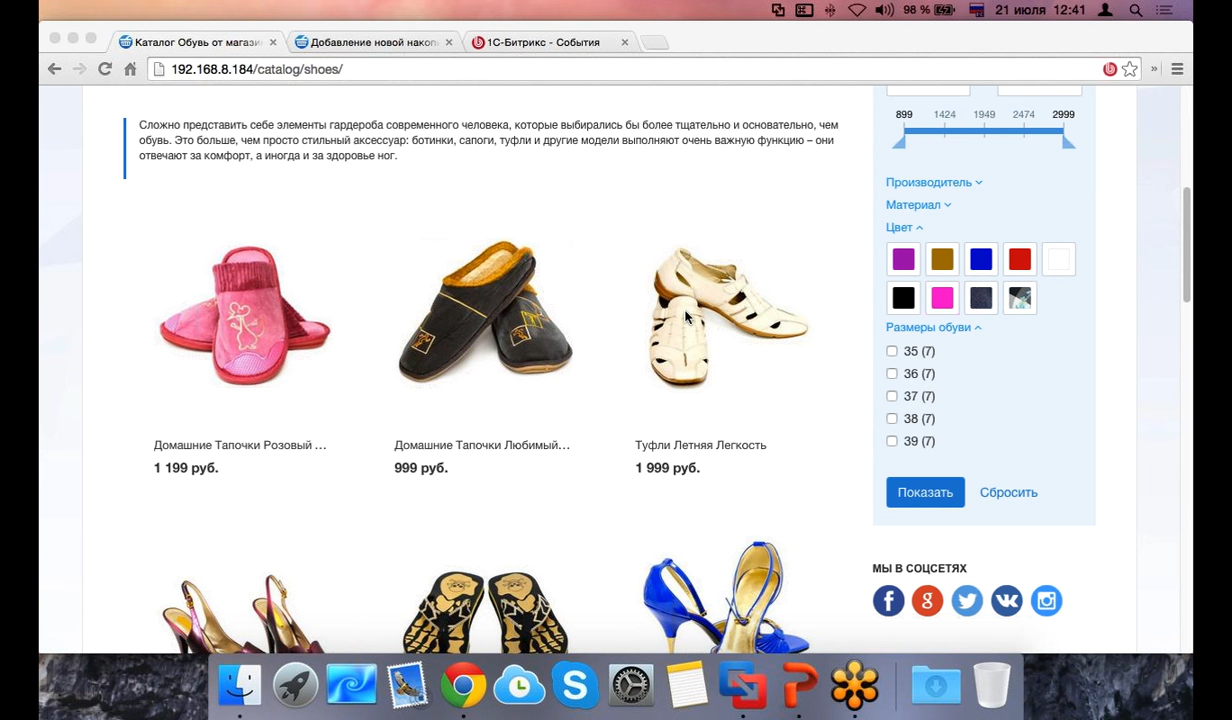 98 %
21 июля 12:41
Каталог Обувь от магази
Добавление новой накоп
1С-Битрикс - События
192.168.8.184/catalog/shoes/
Сложно представить себе элементы гардероба современного человека, которые выбирались бы более тщательно и основательно, чем
обувь. Это больше, чем просто стильный аксессуар: ботинки, сапоги, туфли и другие модели выполняют очень важную функцию – они
отвечают за комфорт, а иногда и за здоровье ног.
899 1424 1949 2474 2999
Производитель
Материал
Цвет
Размеры обуви
35 (7)
36 (7)
37 (7)
38 (7)
39 (7)
Показать Сбросить
Домашние Тапочки Розовый ...
1 199 руб.
Домашние Тапочки Любимый...
999 руб.
Туфли Летняя Легкость
1 999 руб.
МЫ В СОЦСЕТЯХ